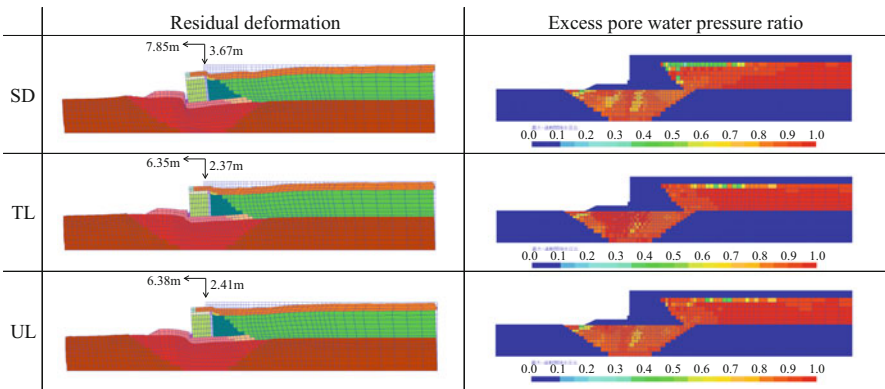 Residual deformation
Excess pore water pressure ratio
SD
7.85m
3.67m
0.0 0.1 0.2 0.3 0.4 0.5 0.6 0.7 0.8 0.9 1.0
TL
6.35m
2.37m
0.0 0.1 0.2 0.3 0.4 0.5 0.6 0.7 0.8 0.9 1.0
UL
6.38m
2.41m
0.0 0.1 0.2 0.3 0.4 0.5 0.6 0.7 0.8 0.9 1.0